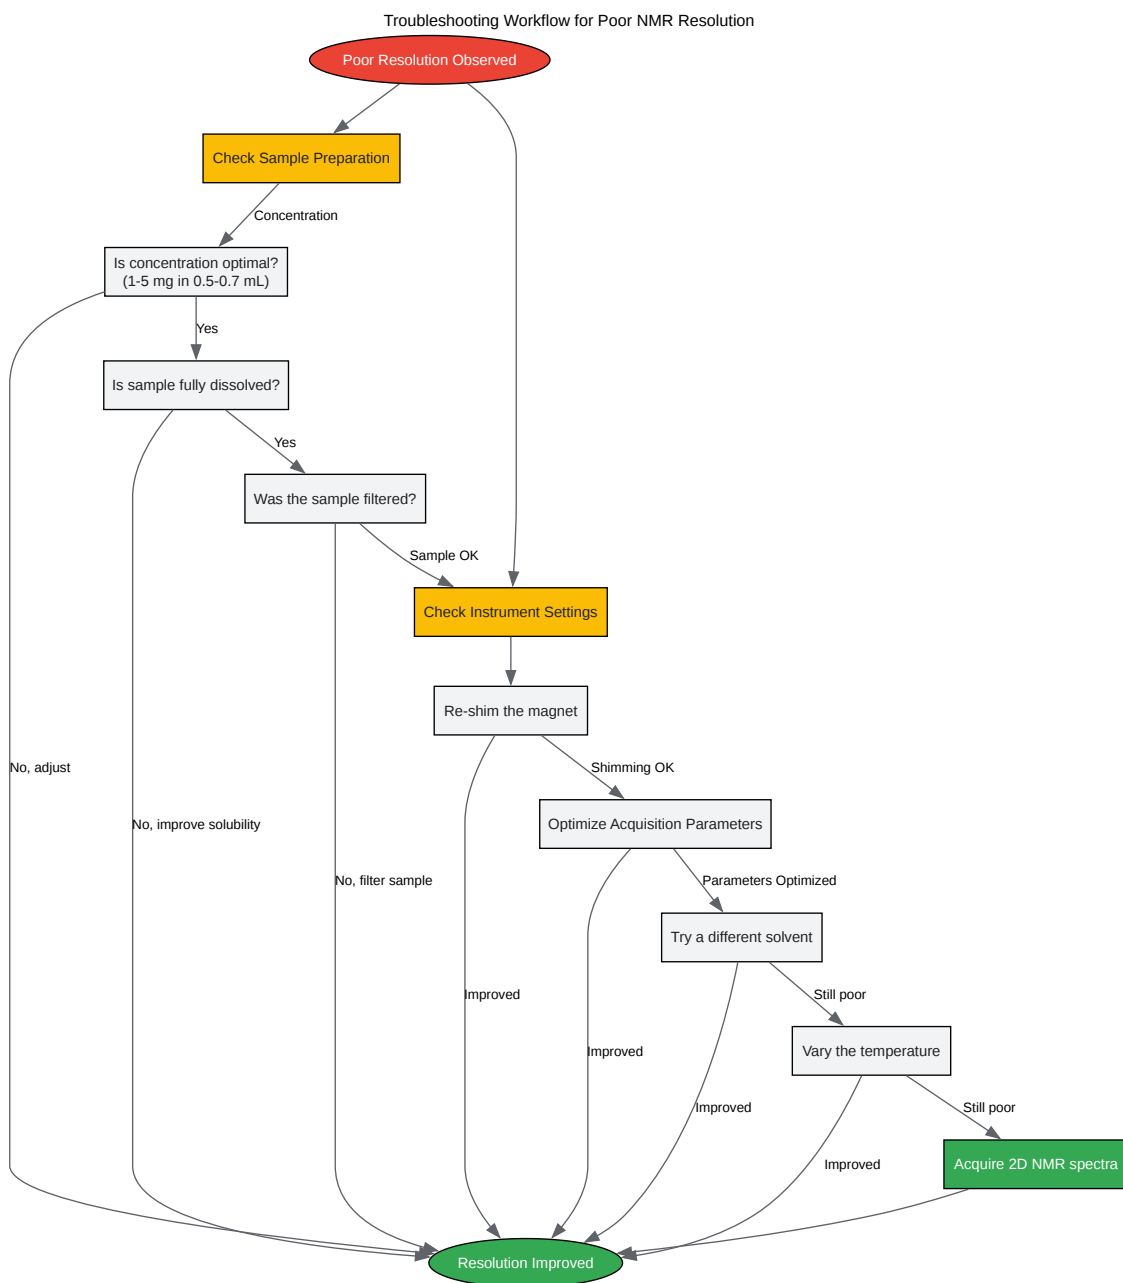 Troubleshooting Workflow for Poor NMR Resolution
Poor Resolution Observed
Check Sample Preparation
Concentration
Is concentration optimal?
(1-5 mg in 0.5-0.7 mL)
Yes
Is sample fully dissolved?
Yes
Was the sample filtered?
Sample OK
Check Instrument Settings
Re-shim the magnet
No, adjust
Shimming OK
No, improve solubility
Optimize Acquisition Parameters
No, filter sample
Parameters Optimized
Try a different solvent
Improved
Still poor
Improved
Vary the temperature
Improved
Still poor
Improved
Acquire 2D NMR spectra
Resolution Improved